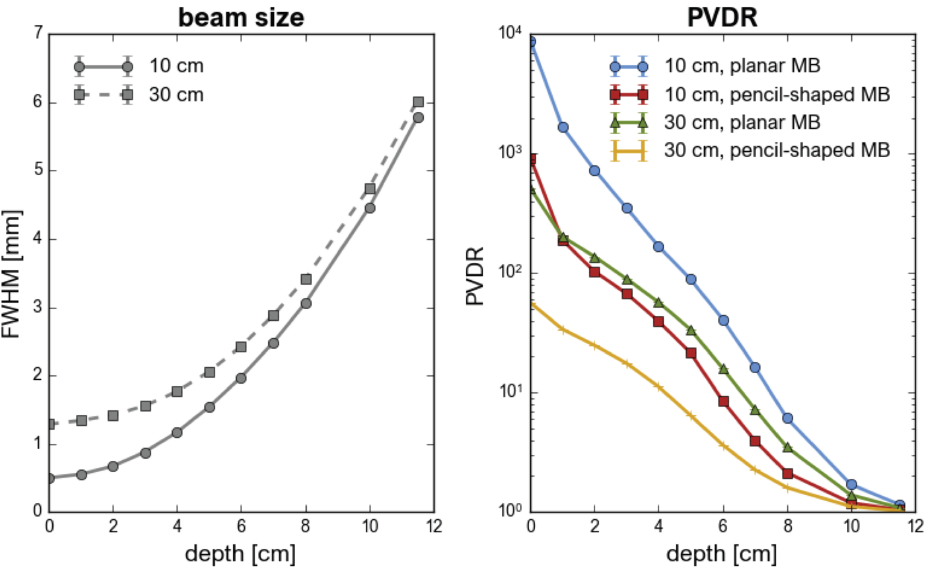 beam size
7
6
5
4
3
2
1
0
FWHM [mm]
10 cm
30 cm
0 2 4 6 8 10 12
depth [cm]
PVDR
10⁴
10³
10²
10¹
10⁰
PVDR
10 cm, planar MB
10 cm, pencil-shaped MB
30 cm, planar MB
30 cm, pencil-shaped MB
0 2 4 6 8 10 12
depth [cm]